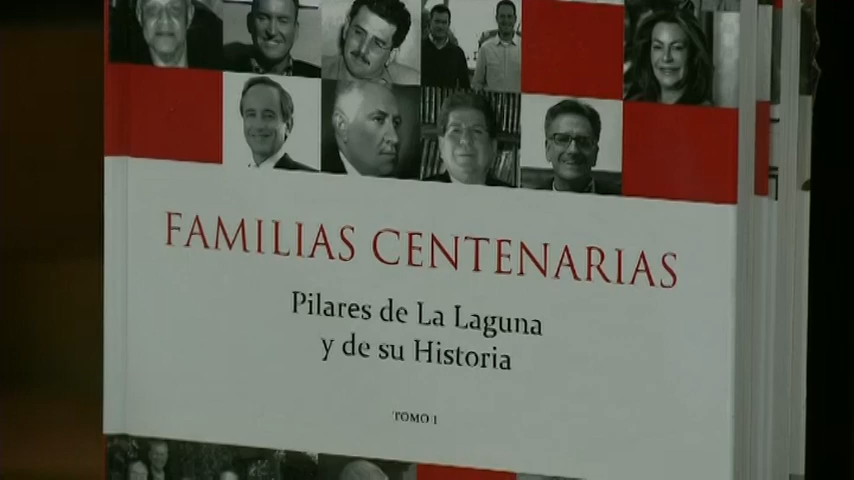 FAMILIAS CENTENARIAS
Pilares de La Laguna
y de su Historia
TOMO I